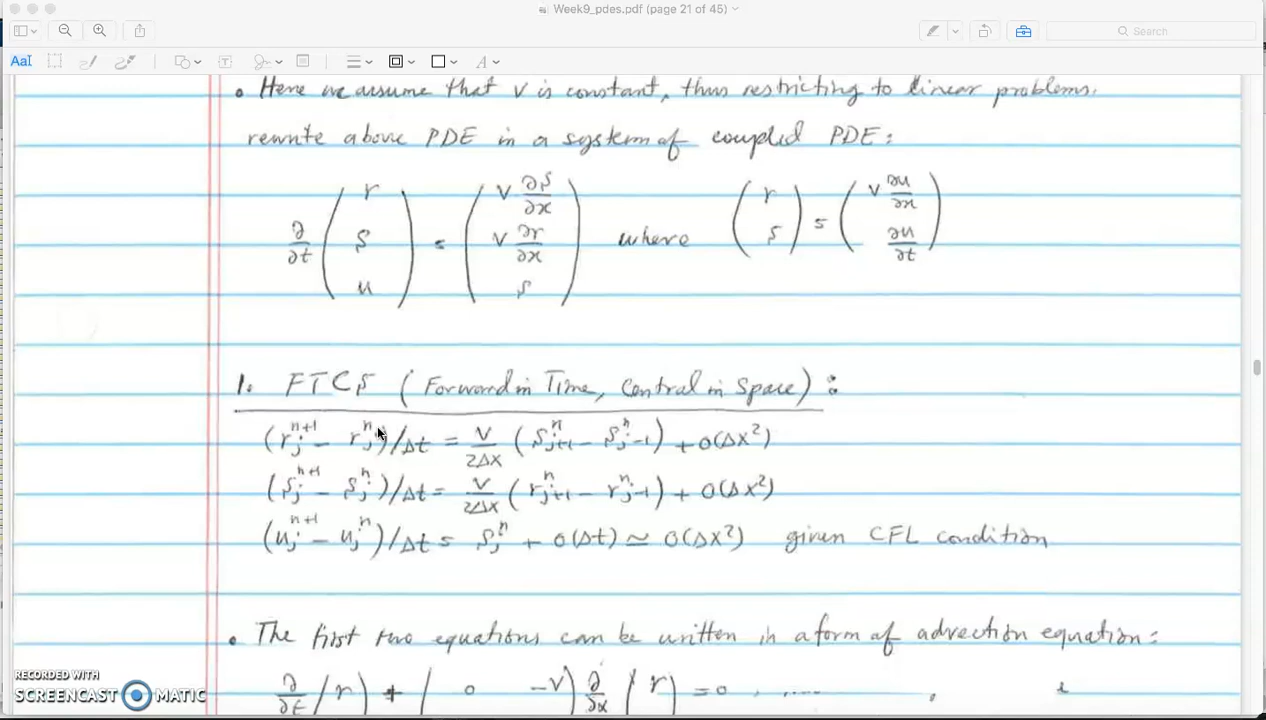 Week9_pdes.pdf (page 21 of 45)
Search
• Here we assume that v is constant, thus restricting to linear problems.
rewrite above PDE in a system of coupled PDE:
∂/∂t (r, s, u) = (v ∂s/∂x, v ∂r/∂x, s) where (r, s) = (v ∂u/∂x, ∂u/∂t)
1. FTCS (Forward in Time, Central in Space):
(r_j^{n+1} - r_j^n)/Δt = v/2Δx (s_{j+1}^n - s_{j-1}^n) + O(Δx²)
(s_j^{n+1} - s_j^n)/Δt = v/2Δx (r_{j+1}^n - r_{j-1}^n) + O(Δx²)
(u_j^{n+1} - u_j^n)/Δt = s_j^n + O(Δt) ≃ O(Δx²) given CFL condition
• The first two equations can be written in a form of advection equation:
∂/∂t (r) + (0 -v) ∂/∂x (r) = 0
RECORDED WITH
SCREENCAST MATIC